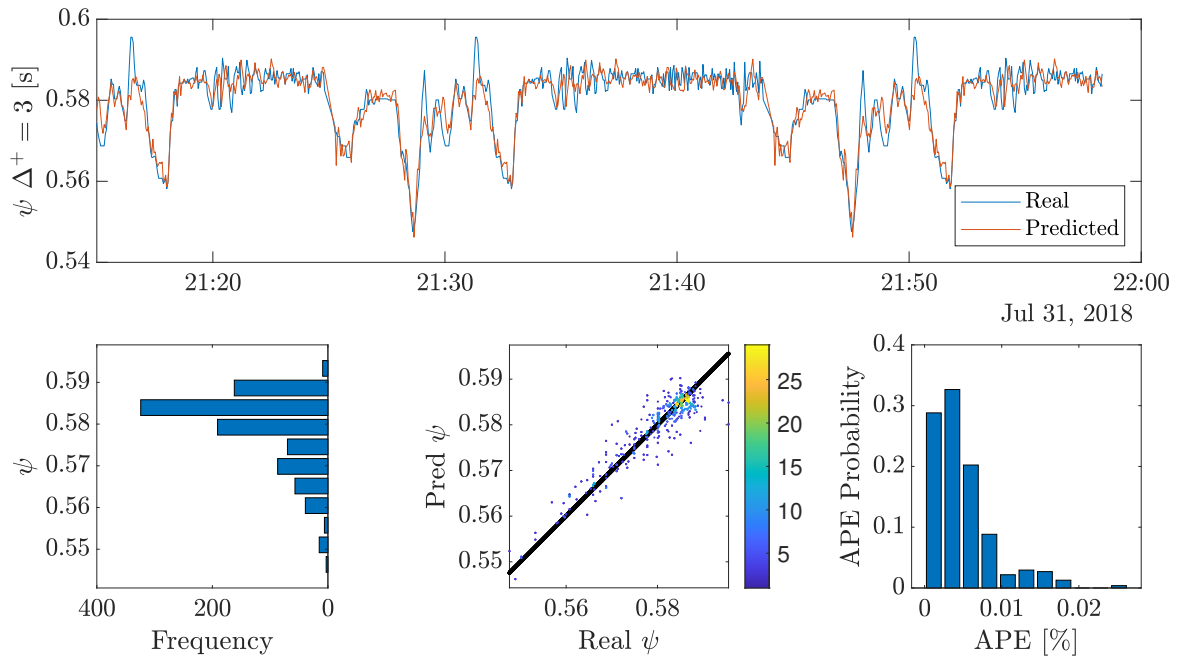 0.6
0.58
0.56
0.54
ψ Δ⁺ = 3 [s]
Real
Predicted
21:20 21:30 21:40 21:50 22:00
Jul 31, 2018
0.59
0.58
0.57
0.56
0.55
ψ
400 200 0
Frequency
0.59
0.58
0.57
0.56
0.55
Pred ψ
0.56 0.58
Real ψ
25
20
15
10
5
0.4
0.3
0.2
0.1
0
APE Probability
0 0.01 0.02
APE [%]